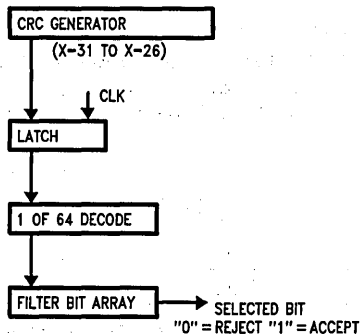 CRC GENERATOR
(X-31 TO X-26)
CLK
LATCH
1 OF 64 DECODE
FILTER BIT ARRAY
SELECTED BIT
"0" = REJECT "1" = ACCEPT